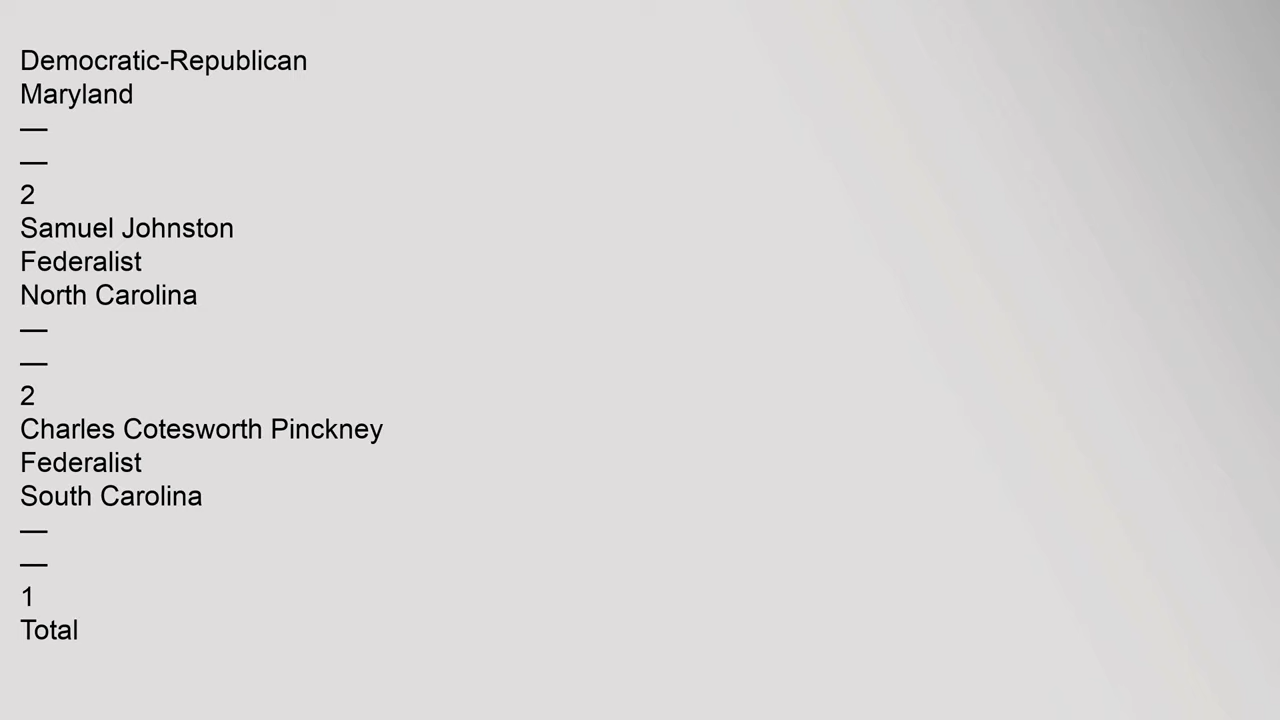 Democratic-Republican
Maryland
—
—
2
Samuel Johnston
Federalist
North Carolina
—
—
2
Charles Cotesworth Pinckney
Federalist
South Carolina
—
—
1
Total